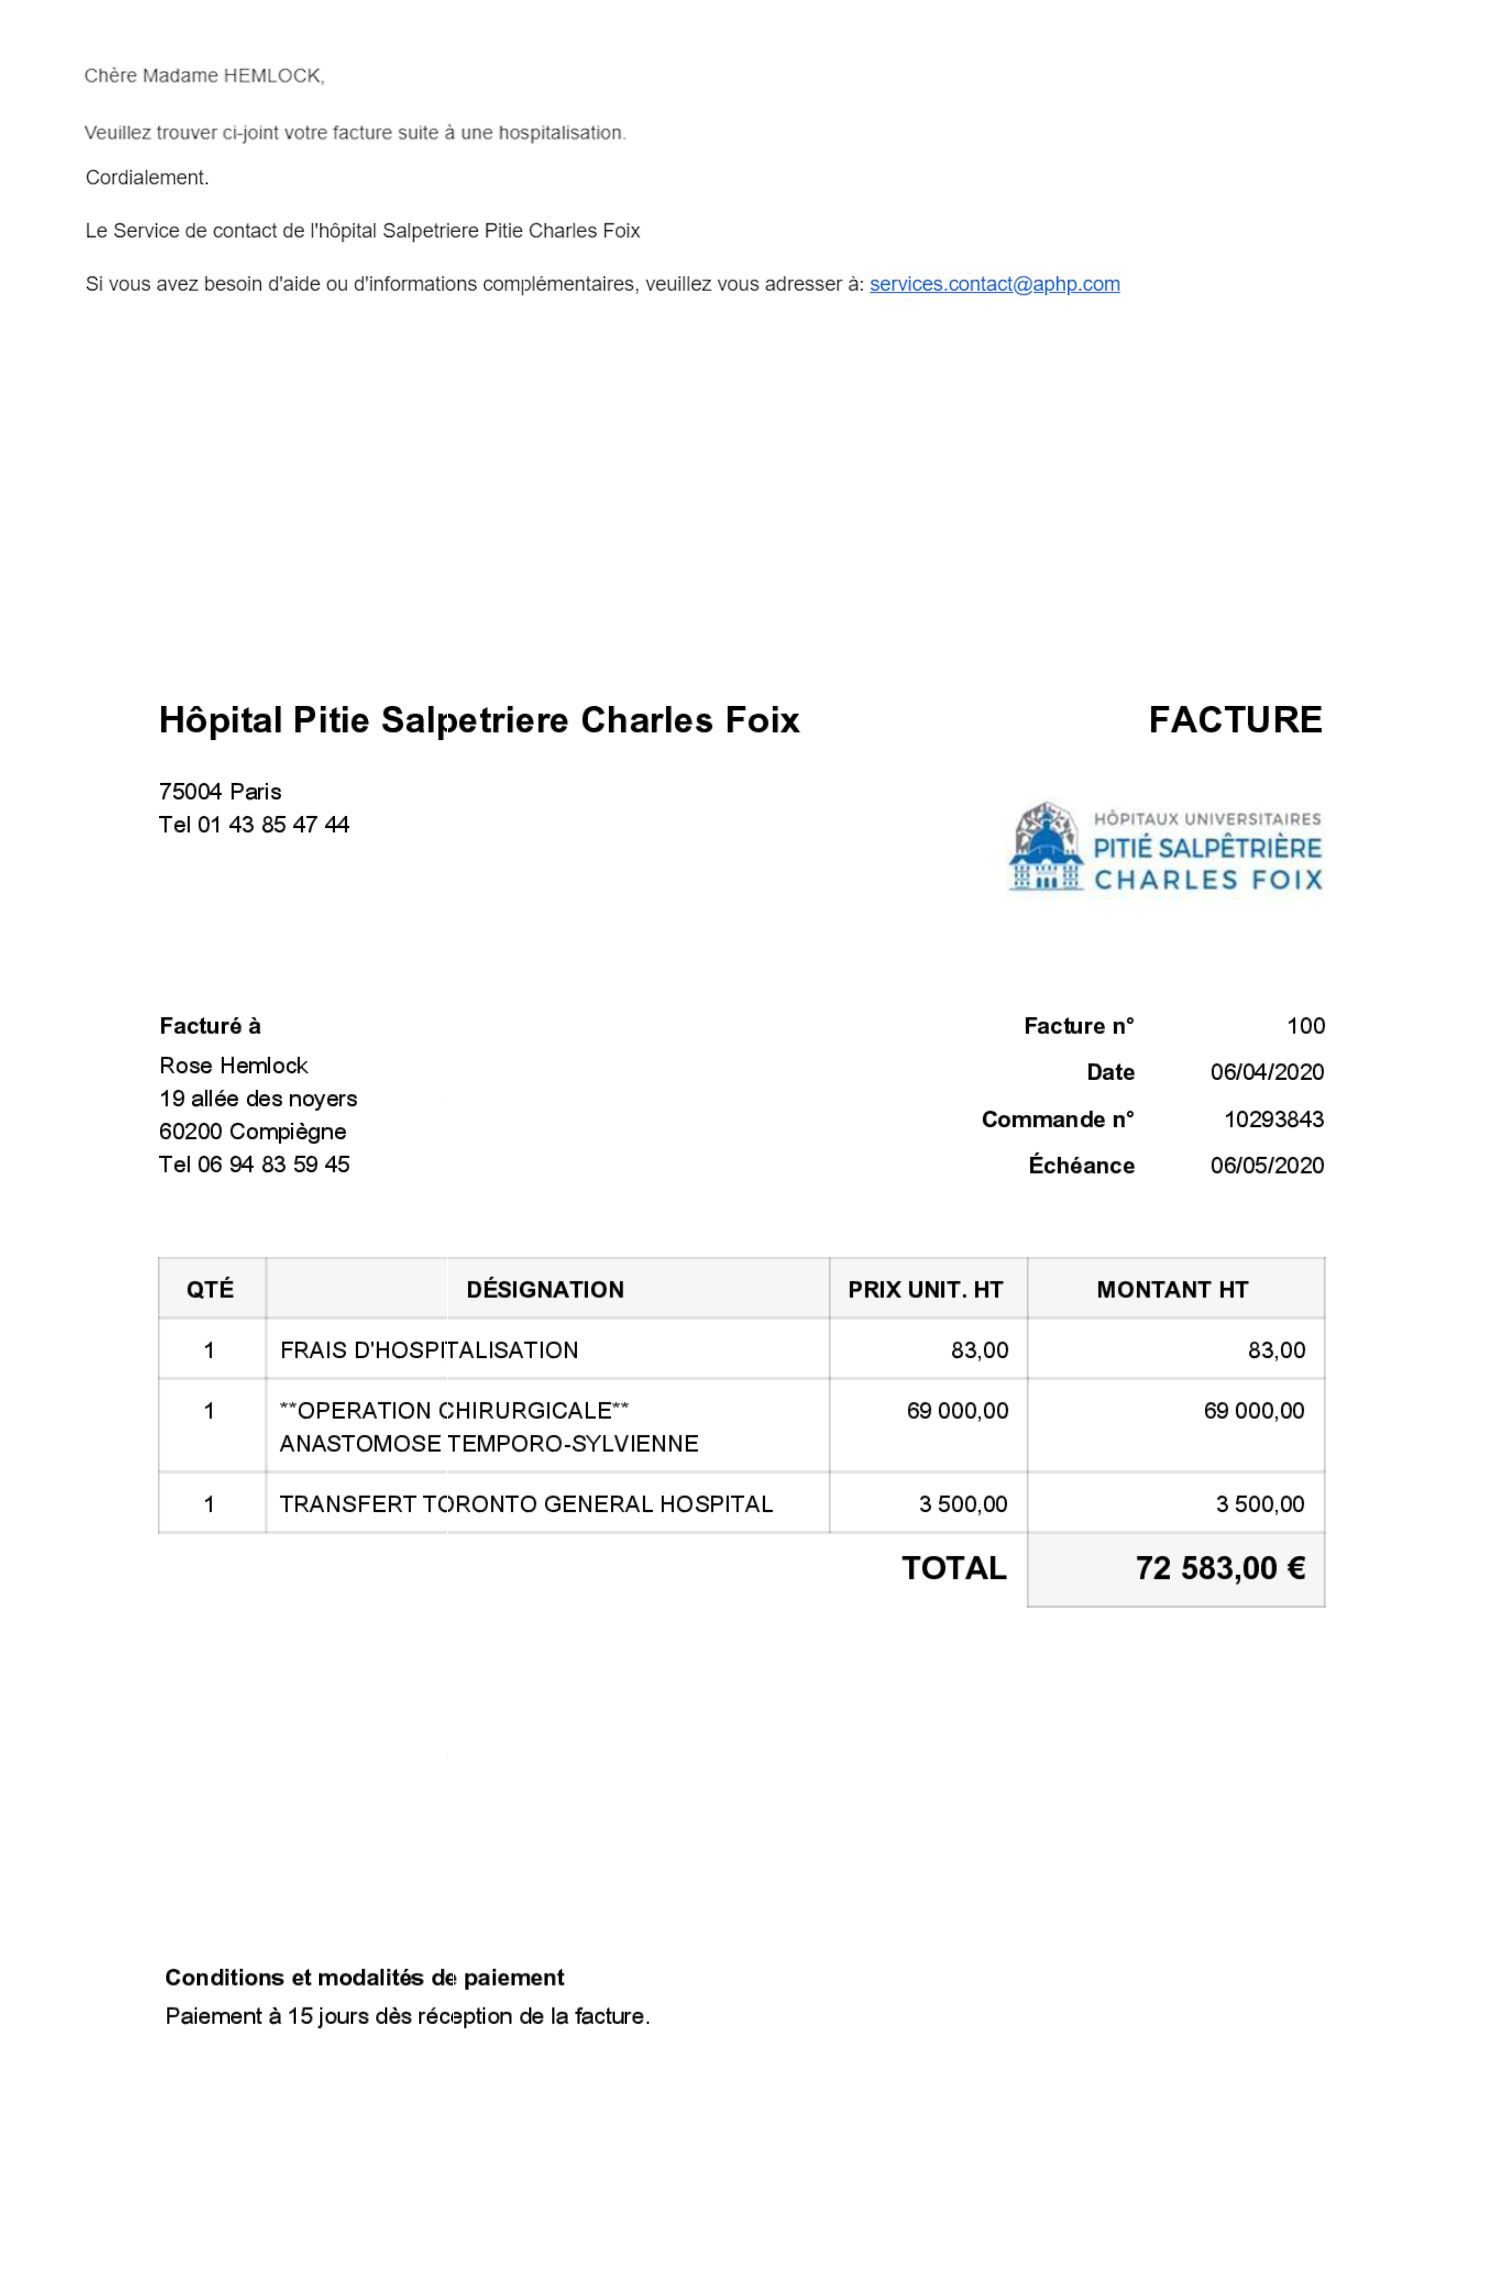 Chère Madame HEMLOCK,
Veuillez trouver ci-joint votre facture suite à une hospitalisation.
Cordialement.
Le Service de contact de l'hôpital Salpetriere Pitie Charles Foix
Si vous avez besoin d'aide ou d'informations complémentaires, veuillez vous adresser à: services.contact@aphp.com
Hôpital Pitie Salpetriere Charles Foix
FACTURE
75004 Paris
Tel 01 43 85 47 44
HÔPITAUX UNIVERSITAIRES
PITIÉ SALPÊTRIÈRE
CHARLES FOIX
Facturé à
Rose Hemlock
19 allée des noyers
60200 Compiègne
Tel 06 94 83 59 45
Facture n° 100
Date 06/04/2020
Commande n° 10293843
Échéance 06/05/2020
QTÉ DÉSIGNATION PRIX UNIT. HT MONTANT HT
1 FRAIS D'HOSPITALISATION 83,00 83,00
1 **OPERATION CHIRURGICALE** 69 000,00 69 000,00
ANASTOMOSE TEMPORO-SYLVIENNE
1 TRANSFERT TORONTO GENERAL HOSPITAL 3 500,00 3 500,00
TOTAL 72 583,00 €
Conditions et modalités de paiement
Paiement à 15 jours dès réception de la facture.